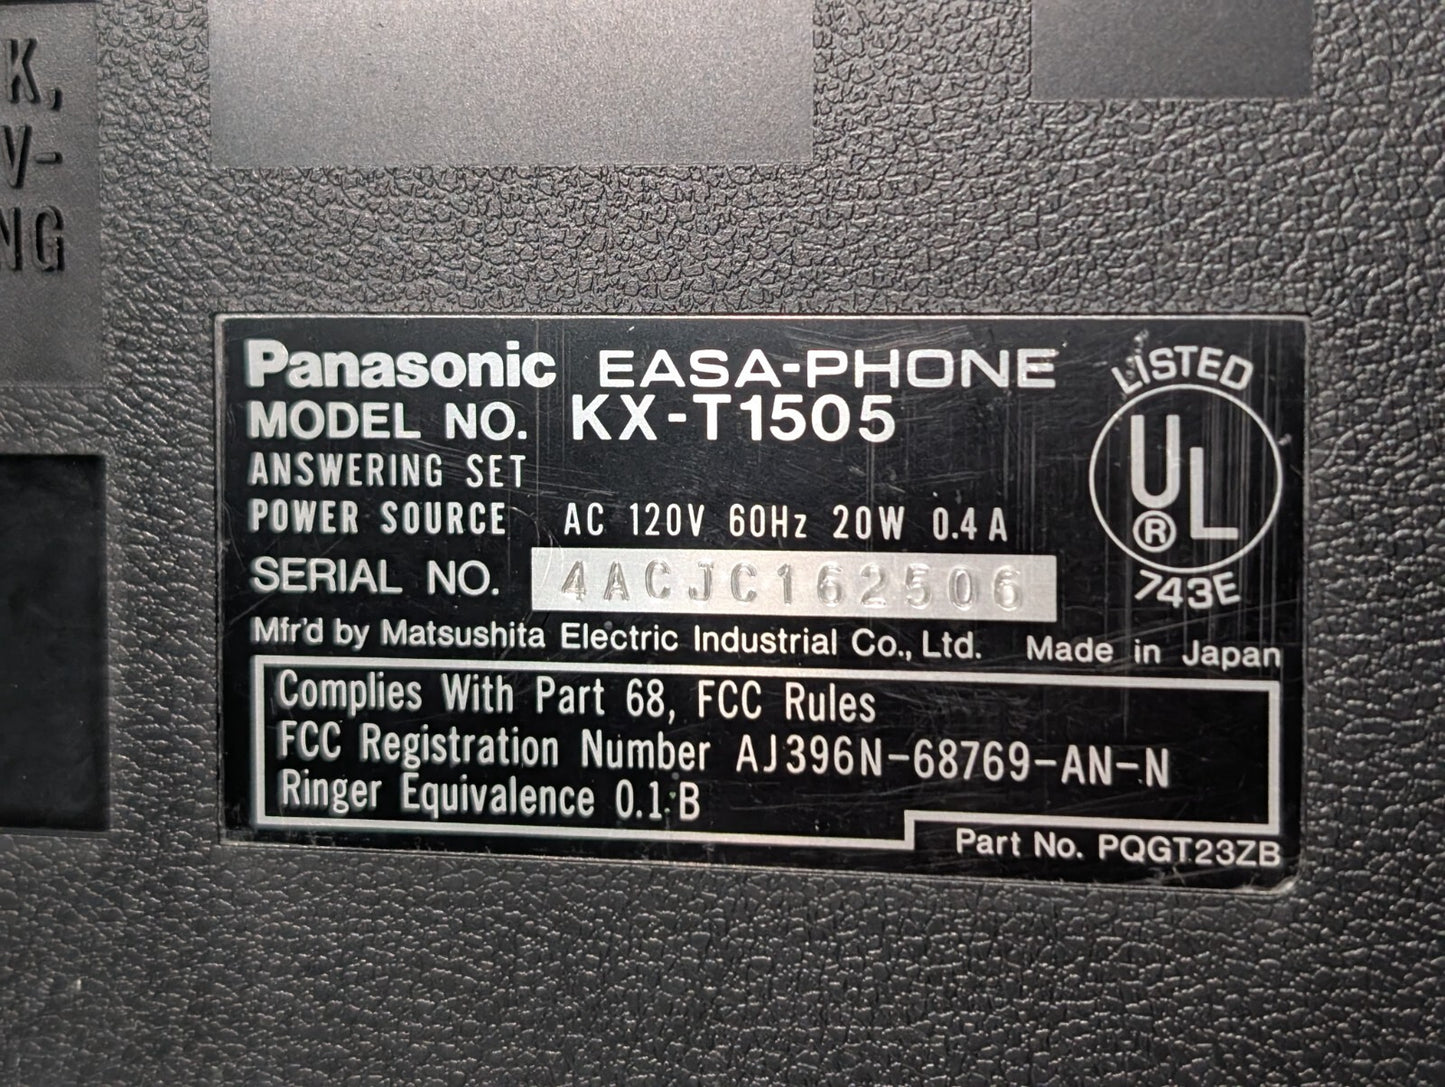 K,
V-
NG
Panasonic EASA-PHONE
MODEL NO. KX-T1505
ANSWERING SET
POWER SOURCE AC 120V 60Hz 20W 0.4A
SERIAL NO. 4ACJC162506
Mfr'd by Matsushita Electric Industrial Co., Ltd. Made in Japan
Complies With Part 68, FCC Rules
FCC Registration Number AJ396N-68769-AN-N
Ringer Equivalence 0.1 B
Part No. PQGT23ZB
LISTED
UL
®
743E